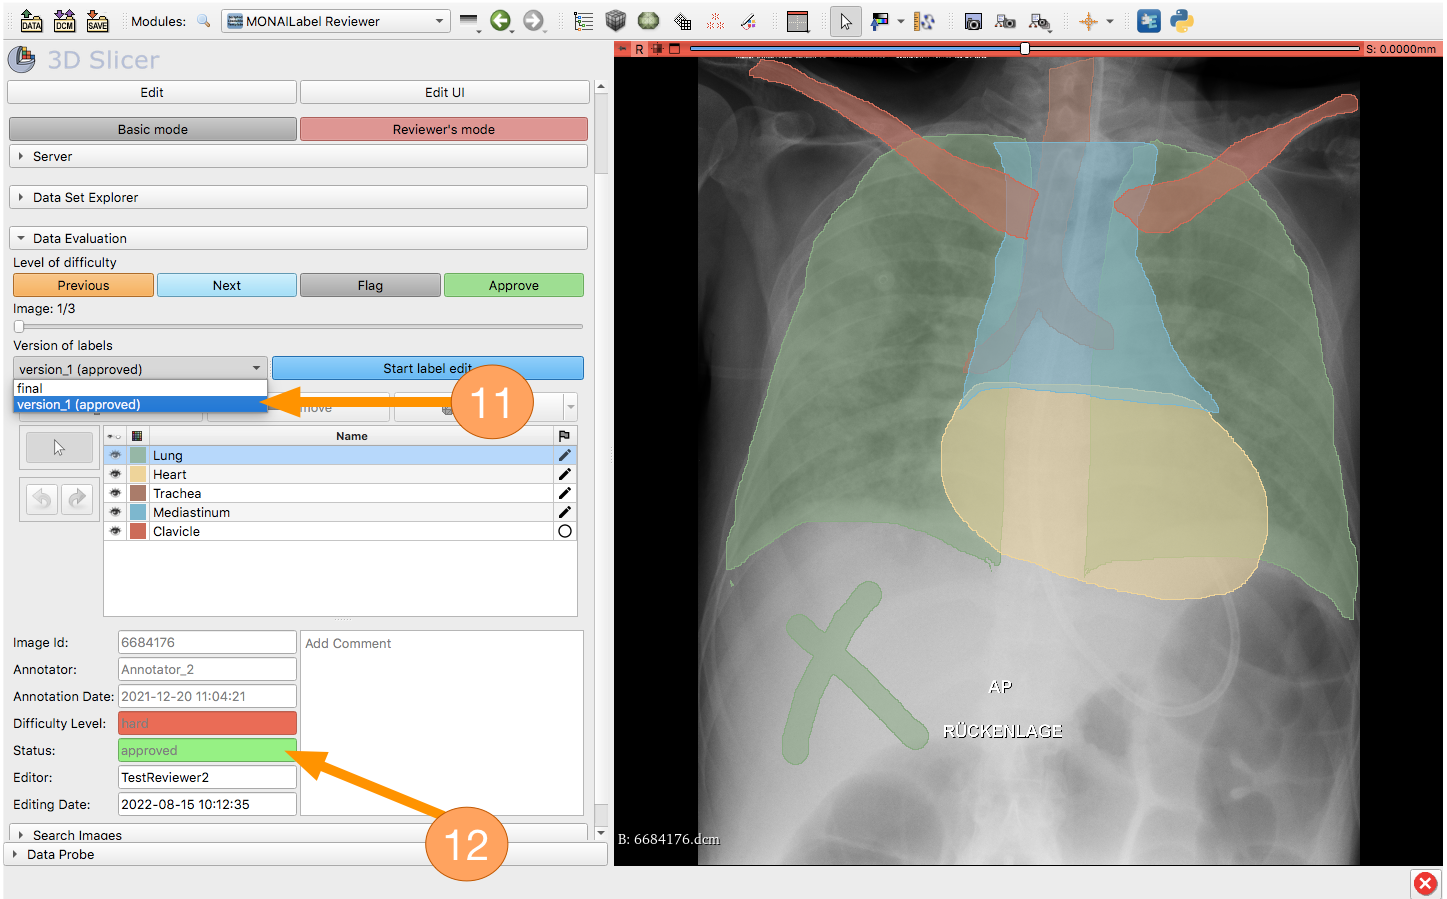 DATA
DCM
SAVE
Modules:
MONAILabel Reviewer
3D Slicer
R
S: 0.0000mm
Edit
Edit UI
Basic mode
Reviewer's mode
Server
Data Set Explorer
Data Evaluation
Level of difficulty
Previous
Next
Flag
Approve
Image: 1/3
Version of labels
version_1 (approved)
Start label edit
final
version_1 (approved)
11
Name
Lung
Heart
Trachea
Mediastinum
Clavicle
Image Id:
6684176
Add Comment
Annotator:
Annotator_2
Annotation Date:
2021-12-20 11:04:21
Difficulty Level:
hard
Status:
approved
Editor:
TestReviewer2
Editing Date:
2022-08-15 10:12:35
12
Search Images
Data Probe
AP
RÜCKENLAGE
B: 6684176.dcm